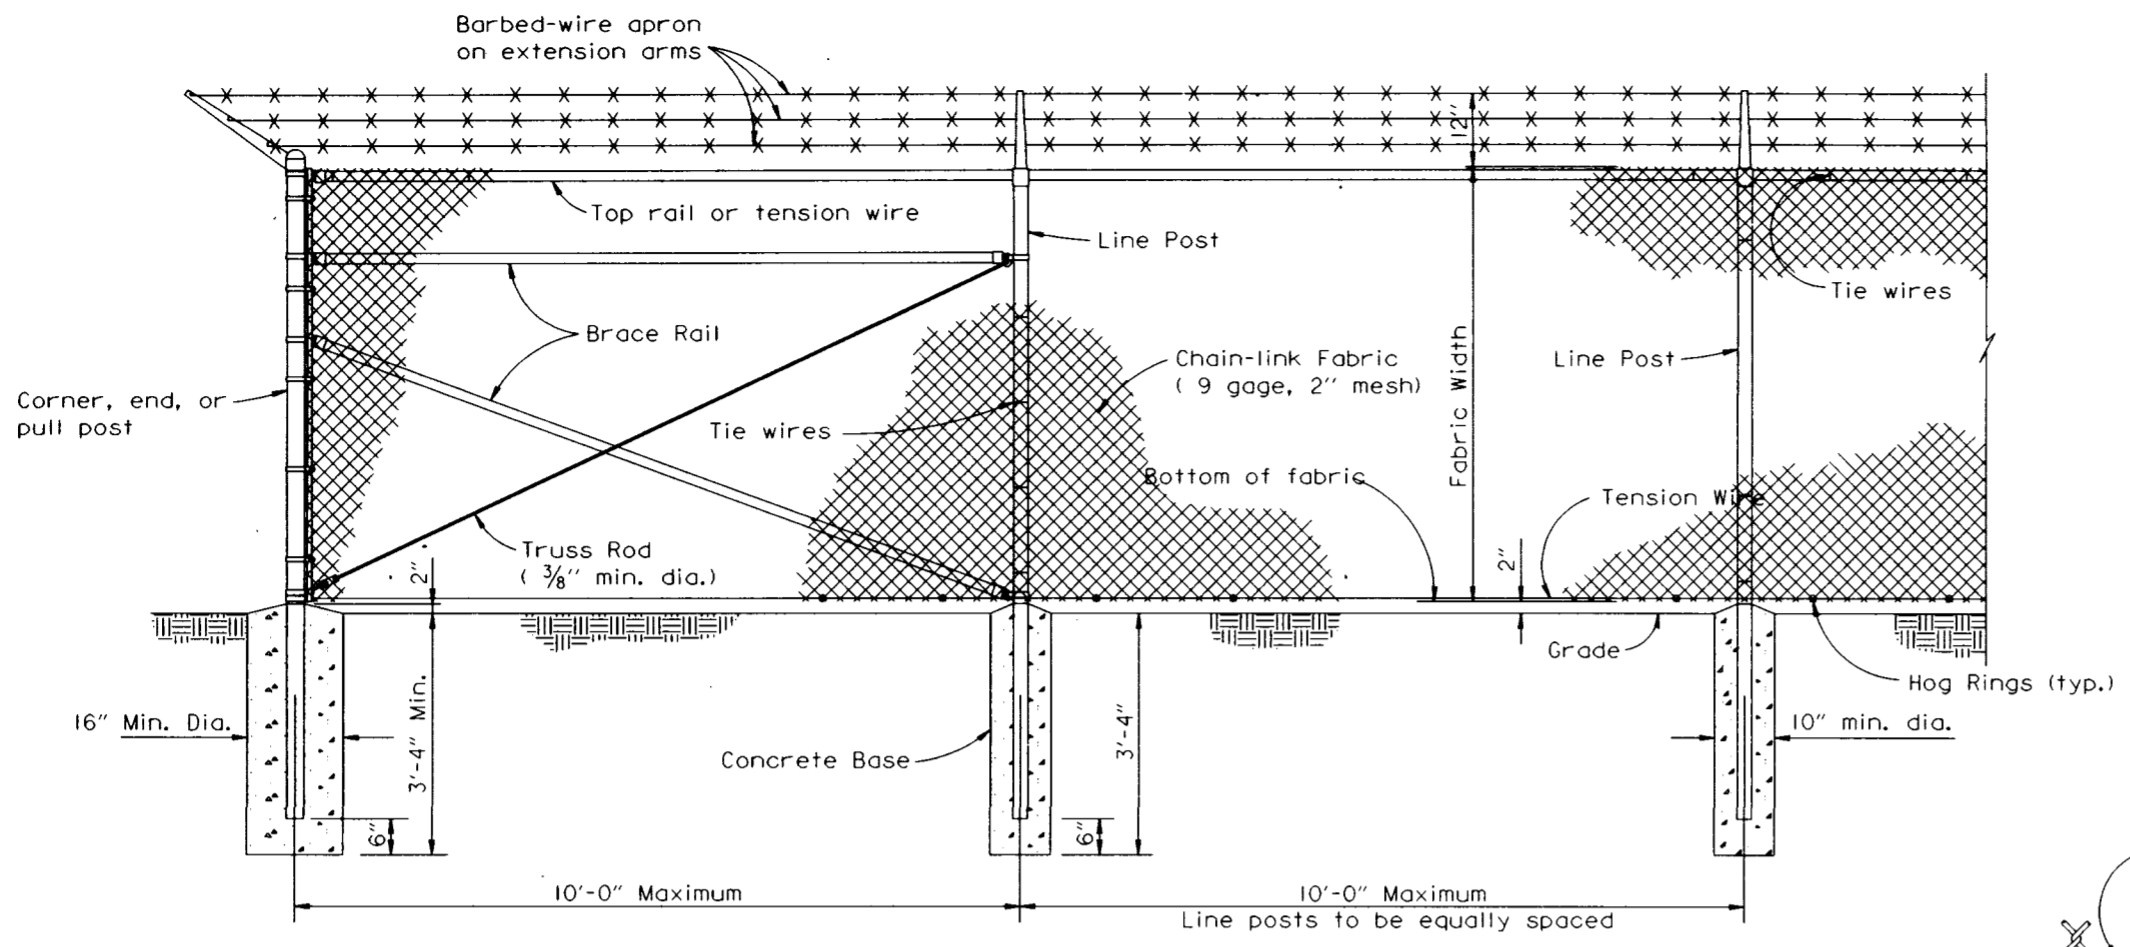 Barbed-wire apron
on extension arms
12"
Top rail or tension wire
Line Post
Tie wires
Brace Rail
Chain-link Fabric
( 9 gage, 2" mesh)
Fabric Width
Line Post
Corner, end, or
pull post
Tie wires
Bottom of fabric
Tension Wire
Truss Rod
( 3/8" min. dia.)
2"
2"
Grade
Hog Rings (typ.)
16" Min. Dia.
3'-4" Min.
Concrete Base
3'-4"
10" min. dia.
6"
6"
10'-0" Maximum
10'-0" Maximum
Line posts to be equally spaced